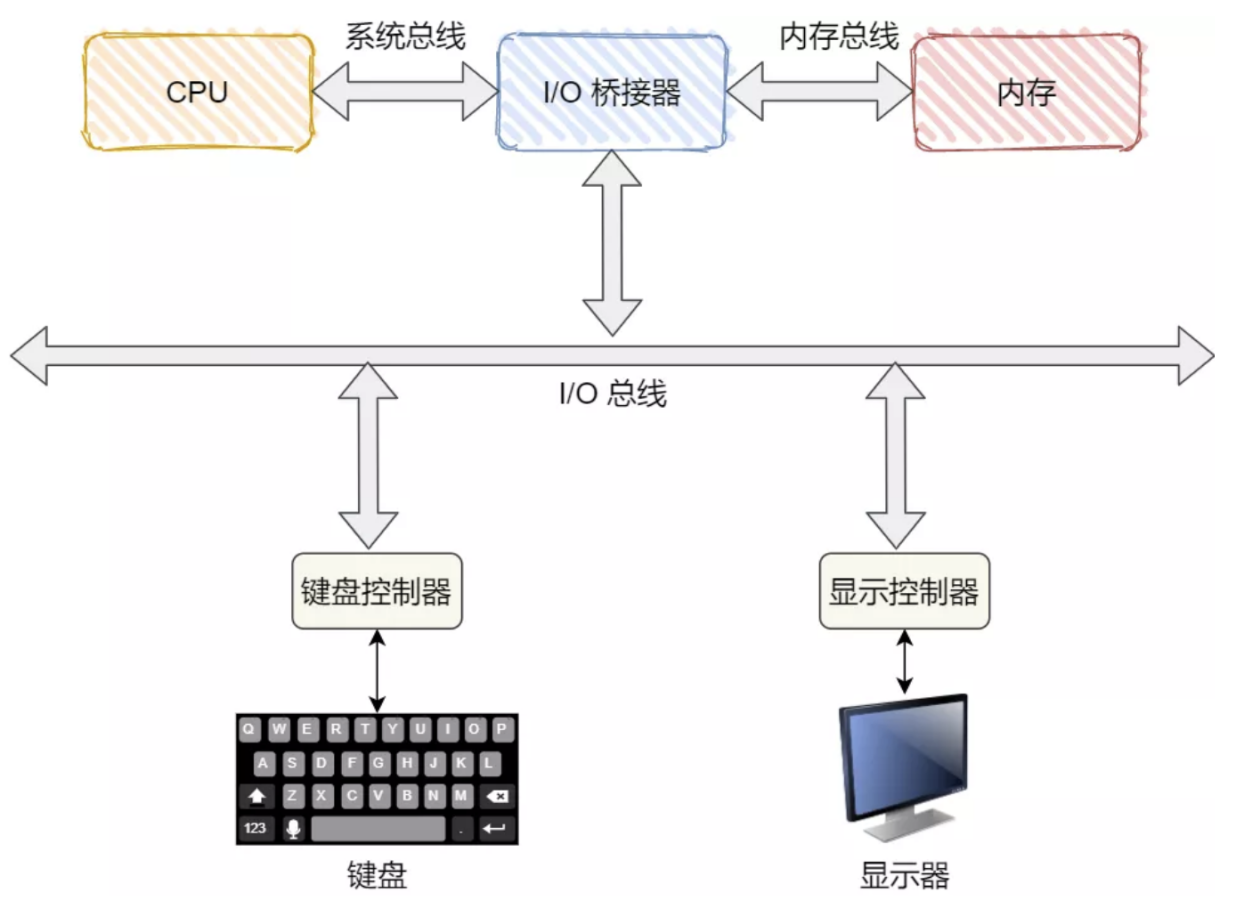 系统总线
内存总线
CPU
I/O 桥接器
内存
I/O 总线
键盘控制器
显示控制器
Q W E R T Y U I O P
A S D F G H J K L
Z X C V B N M
123 .
键盘
显示器